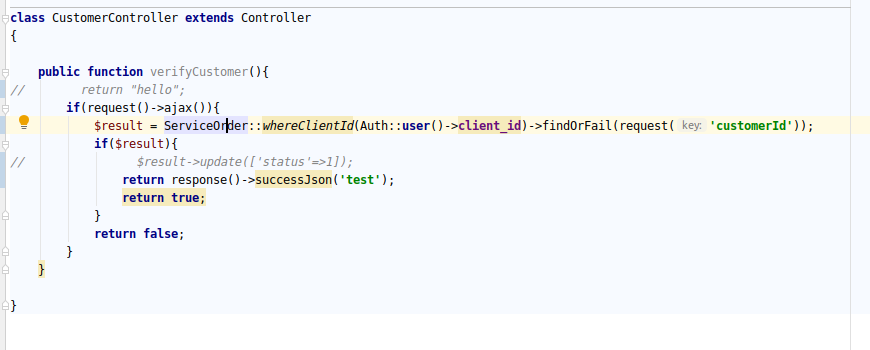 class CustomerController extends Controller
{
public function verifyCustomer(){
// return "hello";
if(request()->ajax()){
$result = ServiceOrder::whereClientId(Auth::user()->client_id)->findOrFail(request( key: 'customerId'));
if($result){
// $result->update(['status'=>1]);
return response()->successJson('test');
return true;
}
return false;
}
}
}